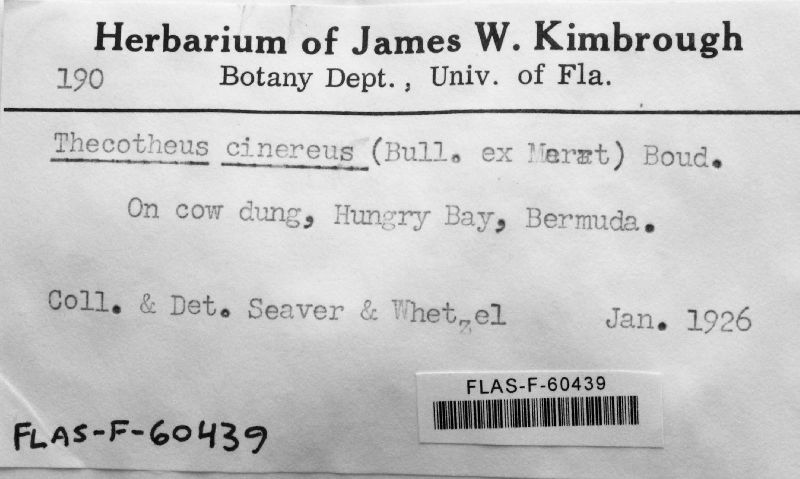 Herbarium of James W. Kimbrough
190 Botany Dept., Univ. of Fla.
Thecotheus cinereus (Bull. ex Merat) Boud.
On cow dung, Hungry Bay, Bermuda.
Coll. & Det. Seaver & Whetzel Jan. 1926
FLAS-F-60439
FLAS-F-60439